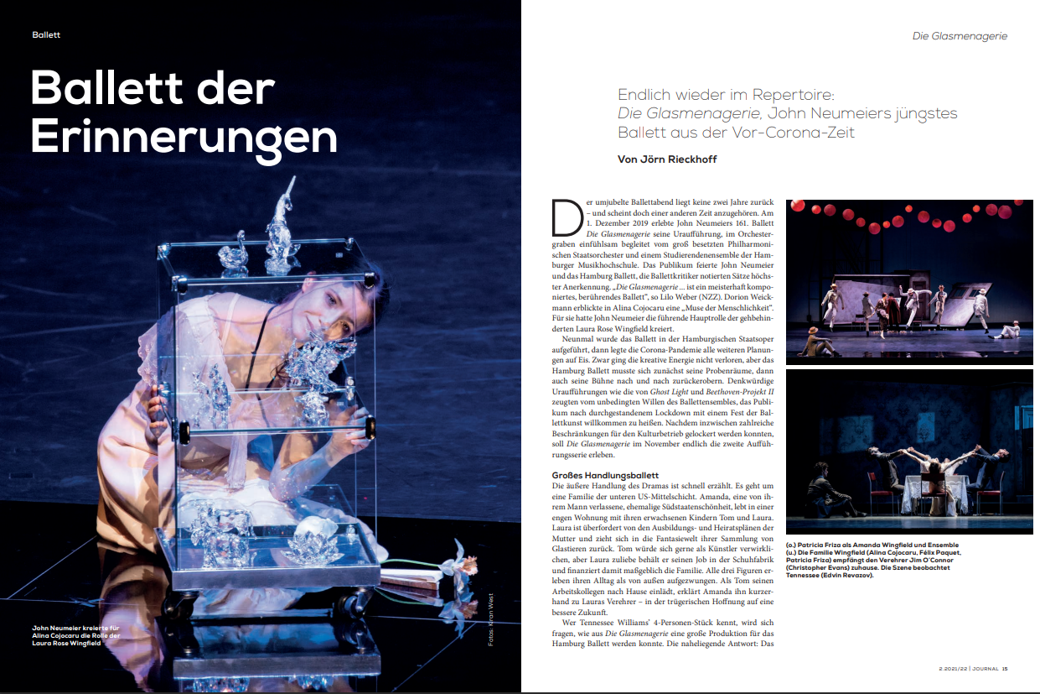 Ballett
Ballett der
Erinnerungen
John Neumeier kreierte für
Alina Cojocaru die Rolle der
Laura Rose Wingfield
Fotos: Kiran West
Die Glasmenagerie
Endlich wieder im Repertoire:
Die Glasmenagerie, John Neumeiers jüngstes
Ballett aus der Vor-Corona-Zeit
Von Jörn Rieckhoff
Der umjubelte Ballettabend liegt keine zwei Jahre zurück
– und scheint doch einer anderen Zeit anzugehören. Am
1. Dezember 2019 erlebte John Neumeiers 161. Ballett
Die Glasmenagerie seine Uraufführung, im Orchester-
graben einfühlsam begleitet vom groß besetzten Philharmoni-
schen Staatsorchester und einem Studierendenensemble der Ham-
burger Musikhochschule. Das Publikum feierte John Neumeier
und das Hamburg Ballett, die Ballettkritiker notierten Sätze höchs-
ter Anerkennung. „Die Glasmenagerie ... ist ein meisterhaft kompo-
niertes, berührendes Ballett“, so Lilo Weber (NZZ). Dorion Weick-
mann erblickte in Alina Cojocaru eine „Muse der Menschlichkeit“.
Für sie hatte John Neumeier die führende Hauptrolle der gehbehin-
derten Laura Rose Wingfield kreiert.
Neunmal wurde das Ballett in der Hamburgischen Staatsoper
aufgeführt, dann legte die Corona-Pandemie alle weiteren Planun-
gen auf Eis. Zwar ging die kreative Energie nicht verloren, aber das
Hamburg Ballett musste sich zunächst seine Probenräume, dann
auch seine Bühne nach und nach zurückerobern. Denkwürdige
Uraufführungen wie die von Ghost Light und Beethoven-Projekt II
zeugten vom unbedingten Willen des Ballettensembles, das Publi-
kum nach durchgestandenem Lockdown mit einem Fest der Bal-
lettkunst willkommen zu heißen. Nachdem inzwischen zahlreiche
Beschränkungen für den Kulturbetrieb gelockert werden konnten,
soll Die Glasmenagerie im November endlich die zweite Auffüh-
rungsserie erleben.
Großes Handlungsballett
Die äußere Handlung des Dramas ist schnell erzählt. Es geht um
eine Familie der unteren US-Mittelschicht. Amanda, eine von ih-
rem Mann verlassene, ehemalige Südstaatenschönheit, lebt in einer
engen Wohnung mit ihren erwachsenen Kindern Tom und Laura.
Laura ist überfordert von den Ausbildungs- und Heiratsplänen der
Mutter und zieht sich in die Fantasiewelt ihrer Sammlung von
Glastieren zurück. Tom würde sich gerne als Künstler verwirkli-
chen, aber Laura zuliebe behält er seinen Job in der Schuhfabrik
und finanziert damit maßgeblich die Familie. Alle drei Figuren er-
leben ihren Alltag als von außen aufgezwungen. Als Tom seinen
Arbeitskollegen nach Hause einlädt, erklärt Amanda ihn kurzer-
hand zu Lauras Verehrer – in der trügerischen Hoffnung auf eine
bessere Zukunft.
Wer Tennessee Williams’ 4-Personen-Stück kennt, wird sich
fragen, wie aus Die Glasmenagerie eine große Produktion für das
Hamburg Ballett werden konnte. Die naheliegende Antwort: Das
(o.) Patricia Friza als Amanda Wingfield und Ensemble
(u.) Die Familie Wingfield (Alina Cojocaru, Félix Paquet,
Patricia Friza) empfängt den Verehrer Jim O’Connor
(Christopher Evans) zuhause. Die Szene beobachtet
Tennessee (Edvin Revazov).
2.2021/22 | JOURNAL 15